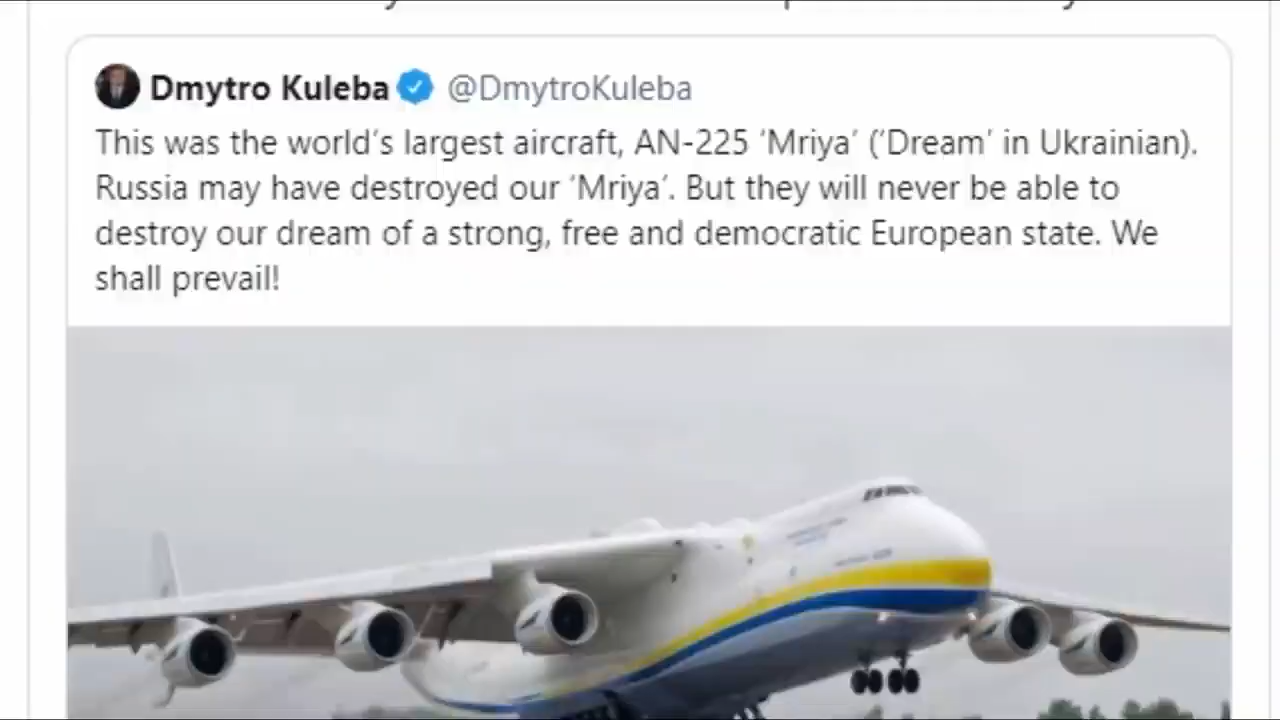 Dmytro Kuleba @DmytroKuleba
This was the world’s largest aircraft, AN-225 ‘Mriya’ (‘Dream’ in Ukrainian).
Russia may have destroyed our ‘Mriya‘. But they will never be able to
destroy our dream of a strong, free and democratic European state. We
shall prevail!